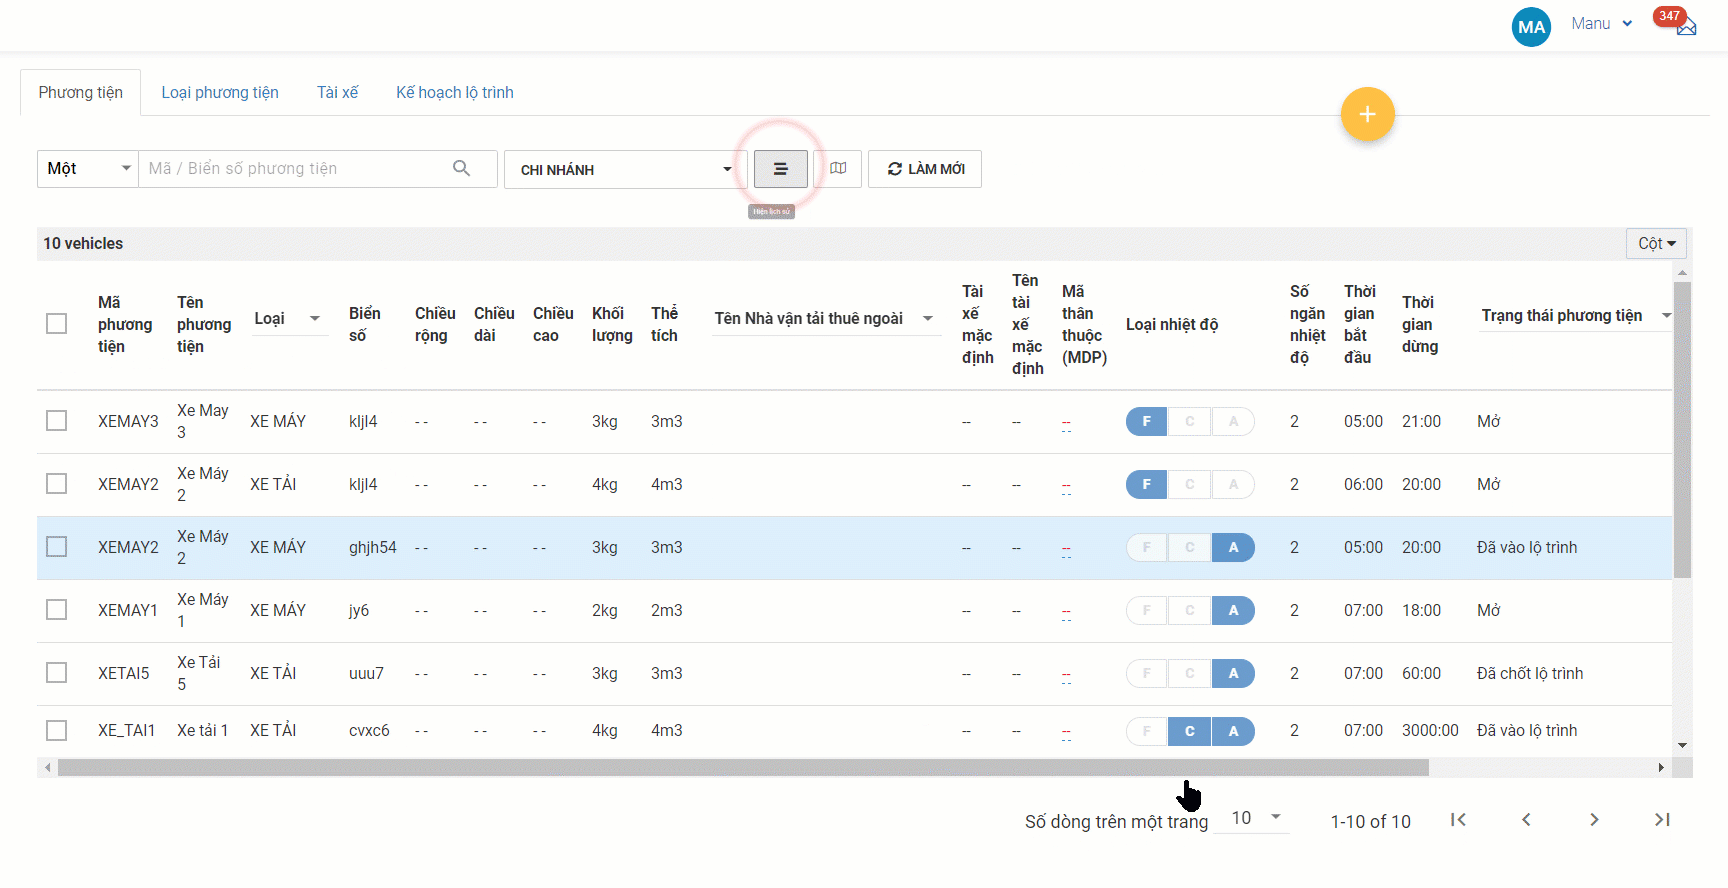 MA Manu 347
Phương tiện Loại phương tiện Tài xế Kế hoạch lộ trình
+
Một Mã / Biển số phương tiện CHI NHÁNH LÀM MỚI
Hiện lịch sử
10 vehicles Cột
Mã phương tiện Tên phương tiện Loại Biển số Chiều rộng Chiều dài Chiều cao Khối lượng Thể tích Tên Nhà vận tải thuê ngoài Tài xế mặc định Tên tài xế mặc định Mã thân thuộc (MDP) Loại nhiệt độ Số ngăn nhiệt độ Thời gian bắt đầu Thời gian dừng Trạng thái phương tiện
XEMAY3 Xe May 3 XE MÁY kljl4 - - - - - - 3kg 3m3 -- -- -- F C A 2 05:00 21:00 Mở
XEMAY2 Xe Máy 2 XE TẢI kljl4 - - - - - - 4kg 4m3 -- -- -- F C A 2 06:00 20:00 Mở
XEMAY2 Xe Máy 2 XE MÁY ghjh54 - - - - - - 3kg 3m3 -- -- -- F C A 2 05:00 20:00 Đã vào lộ trình
XEMAY1 Xe Máy 1 XE MÁY jy6 - - - - - - 2kg 2m3 -- -- -- F C A 2 07:00 18:00 Mở
XETAI5 Xe Tải 5 XE TẢI uuu7 - - - - - - 3kg 3m3 -- -- -- F C A 2 07:00 60:00 Đã chốt lộ trình
XE_TAI1 Xe tải 1 XE TẢI cvxc6 - - - - - - 4kg 4m3 -- -- -- F C A 2 07:00 3000:00 Đã vào lộ trình
Số dòng trên một trang 10 1-10 of 10